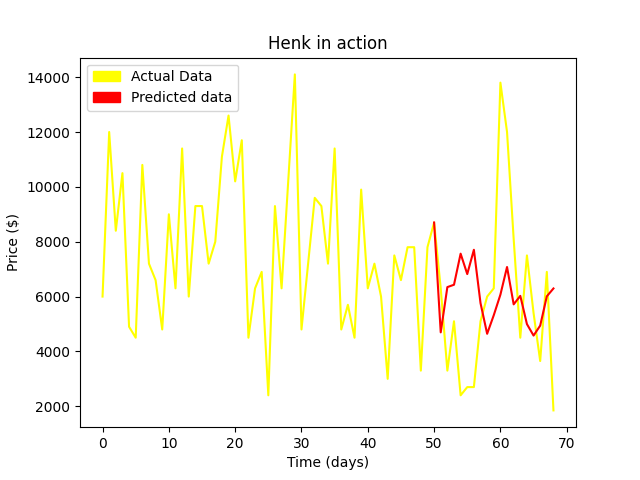 Henk in action
Actual Data
Predicted data
Price ($)
14000
12000
10000
8000
6000
4000
2000
0 10 20 30 40 50 60 70
Time (days)